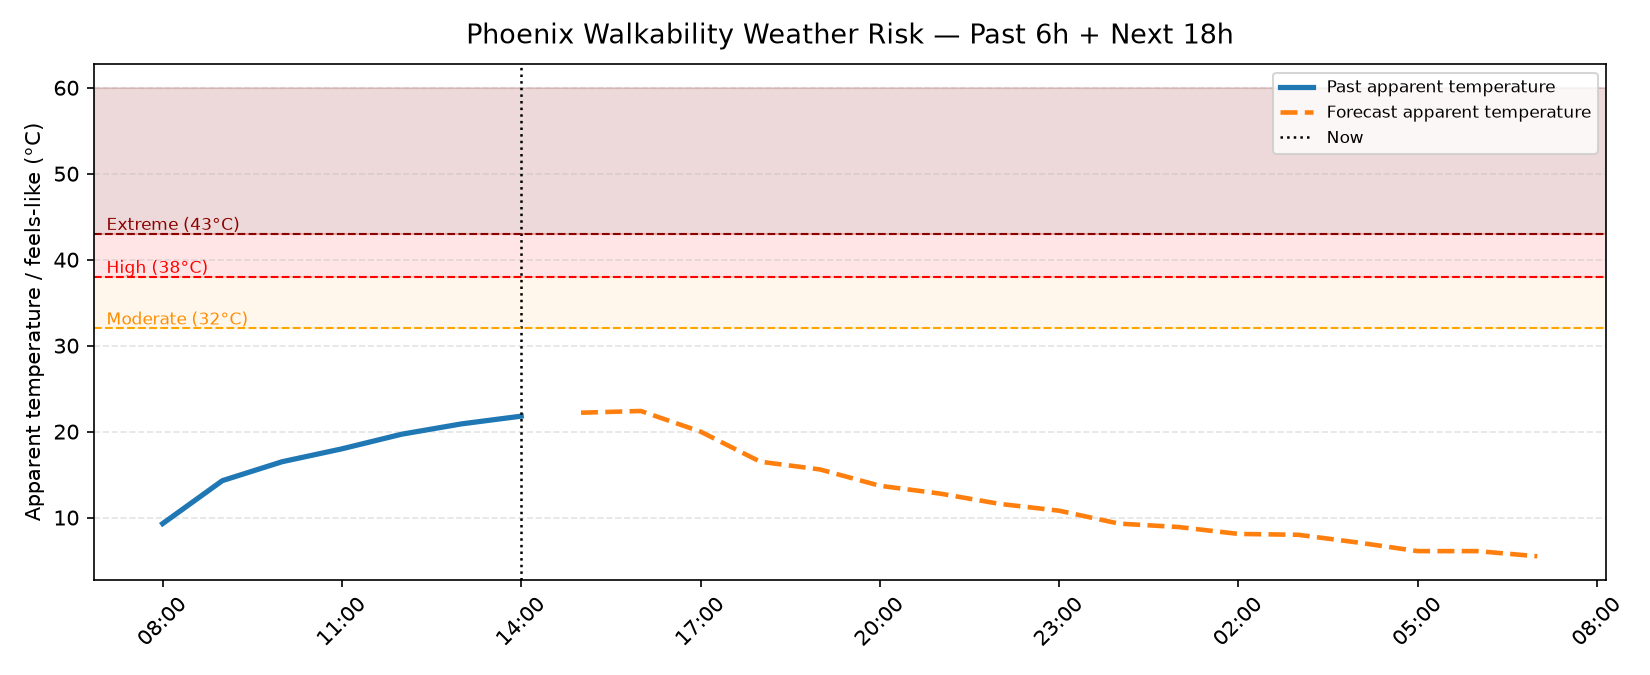 Phoenix Walkability Weather Risk — Past 6h + Next 18h
Apparent temperature / feels-like (°C)
60
50
40
30
20
10
Extreme (43°C)
High (38°C)
Moderate (32°C)
Past apparent temperature
Forecast apparent temperature
Now
08:00
11:00
14:00
17:00
20:00
23:00
02:00
05:00
08:00